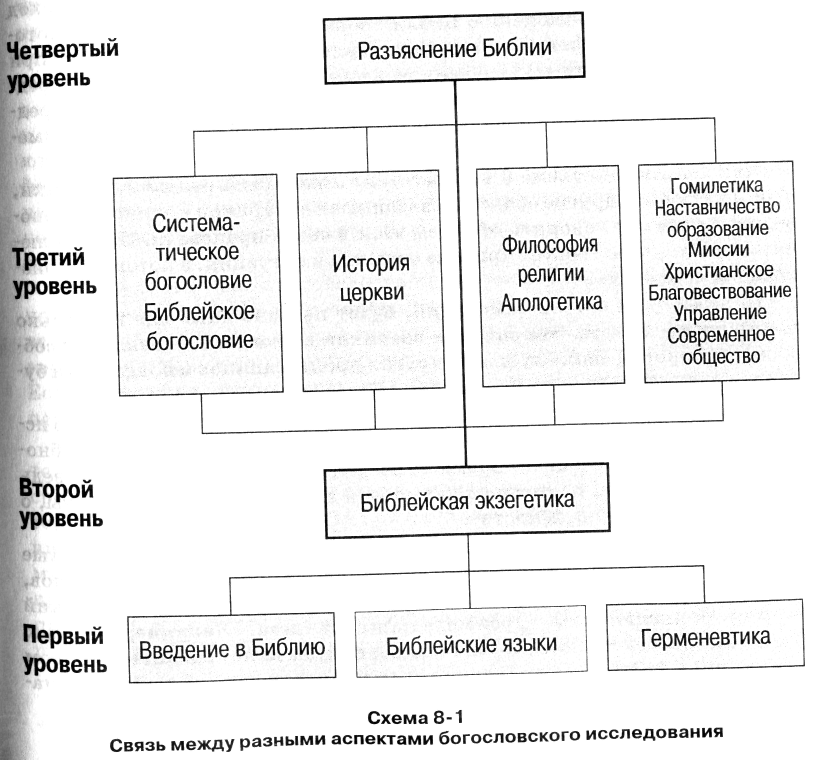 Четвертый
уровень
Разъяснение Библии
Третий
уровень
Система-
тическое
богословие
Библейское
богословие
История
церкви
Философия
религии
Апологетика
Гомилетика
Наставничество
образование
Миссии
Христианское
Благовествование
Управление
Современное
общество
Второй
уровень
Библейская экзегетика
Первый
уровень
Введение в Библию
Библейские языки
Герменевтика
Схема 8-1
Связь между разными аспектами богословского исследования